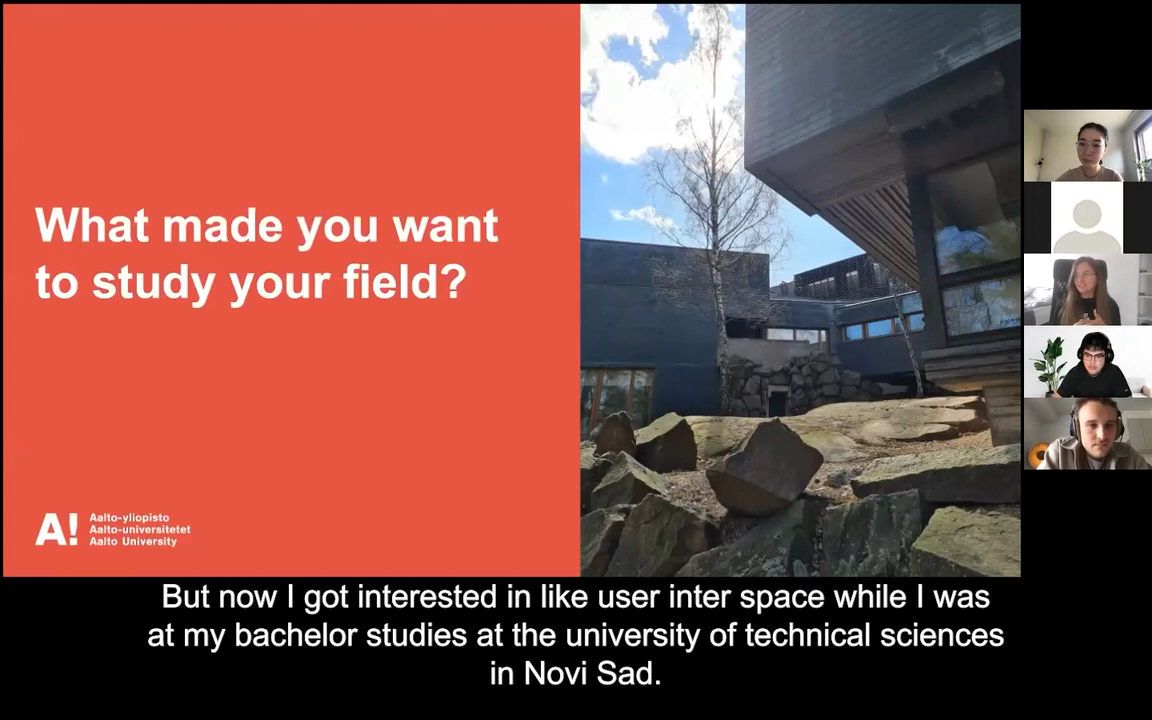 What made you want
to study your field?
A!
Aalto-yliopisto
Aalto-universitetet
Aalto University
But now I got interested in like user inter space while I was
at my bachelor studies at the university of technical sciences
in Novi Sad.